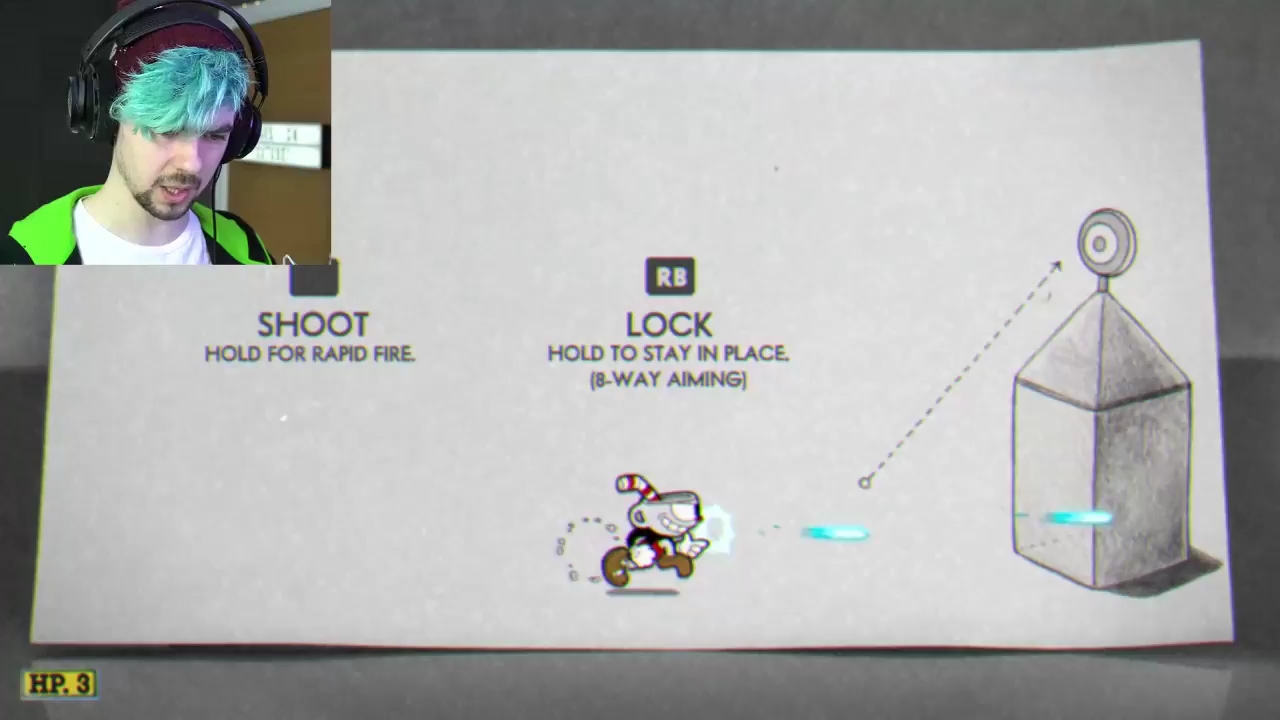 RB
SHOOT
HOLD FOR RAPID FIRE.
LOCK
HOLD TO STAY IN PLACE.
(8-WAY AIMING)
HP. 3